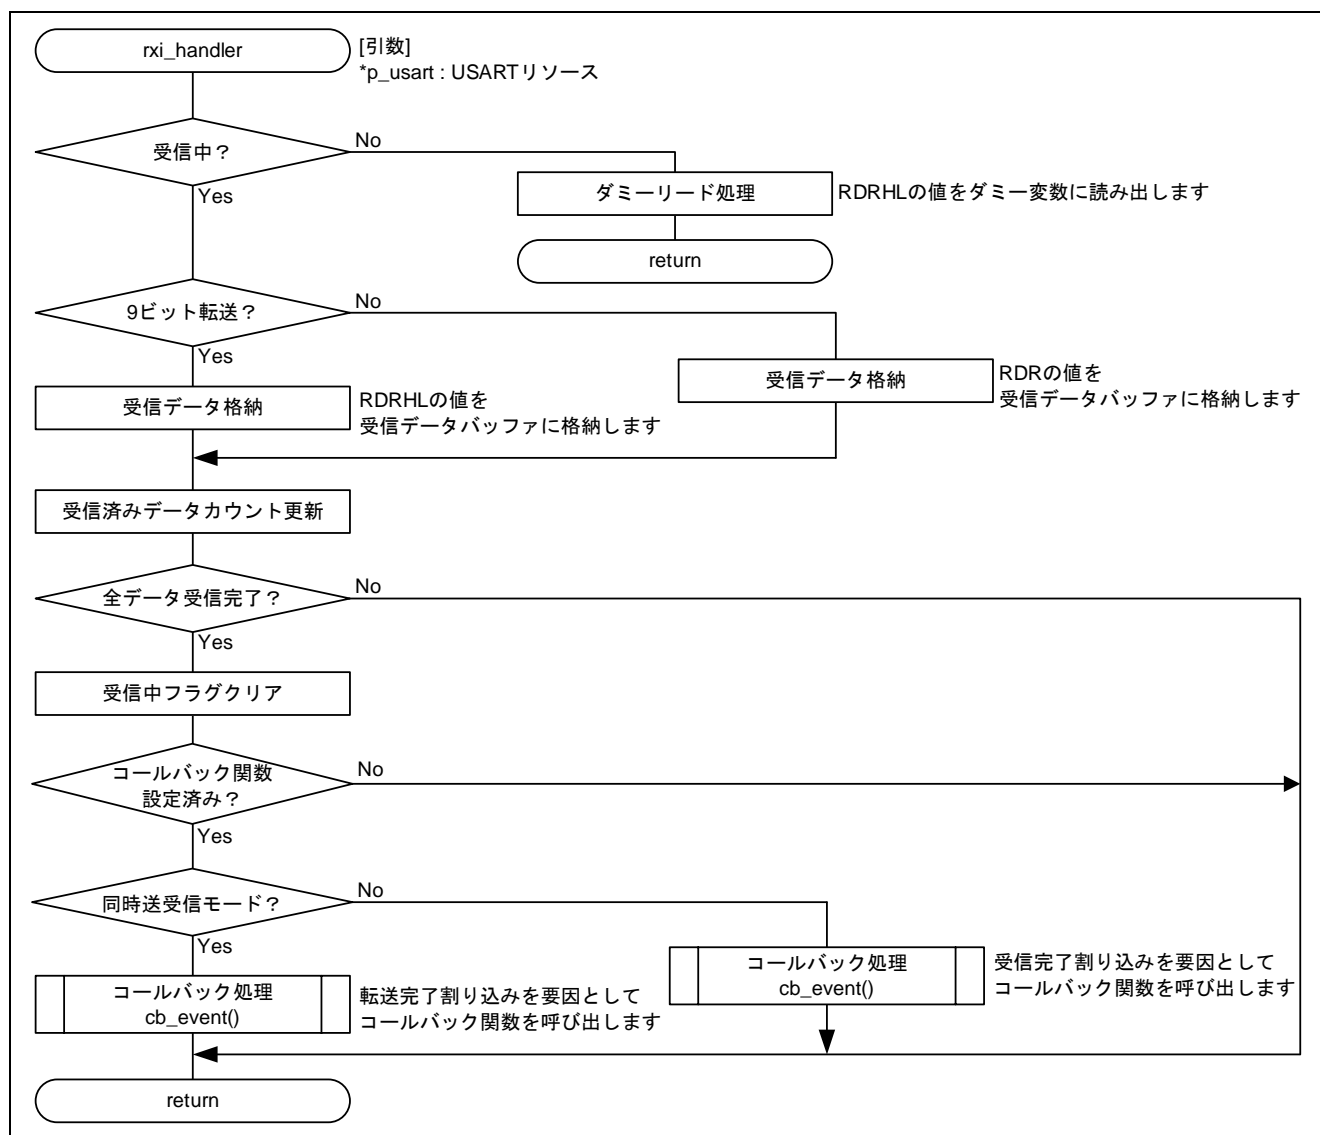 rxi_handler
[引数]
*p_usart : USARTリソース
受信中？
No
Yes
ダミーリード処理
RDRHLの値をダミー変数に読み出します
return
9ビット転送？
No
Yes
受信データ格納
RDRの値を
受信データバッファに格納します
受信データ格納
RDRHLの値を
受信データバッファに格納します
受信済みデータカウント更新
全データ受信完了？
No
Yes
受信中フラグクリア
コールバック関数
設定済み？
No
Yes
同時送受信モード？
No
Yes
コールバック処理
cb_event()
受信完了割り込みを要因として
コールバック関数を呼び出します
コールバック処理
cb_event()
転送完了割り込みを要因として
コールバック関数を呼び出します
return